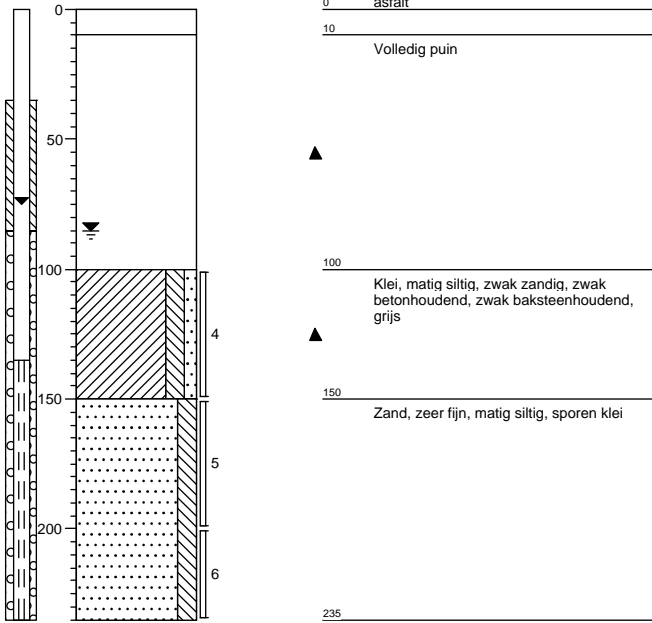 0
50
100
150
200
4
5
6
0
asfalt
10
Volledig puin
100
Klei, matig siltig, zwak zandig, zwak
betonhoudend, zwak baksteenhoudend,
grijs
150
Zand, zeer fijn, matig siltig, sporen klei
235